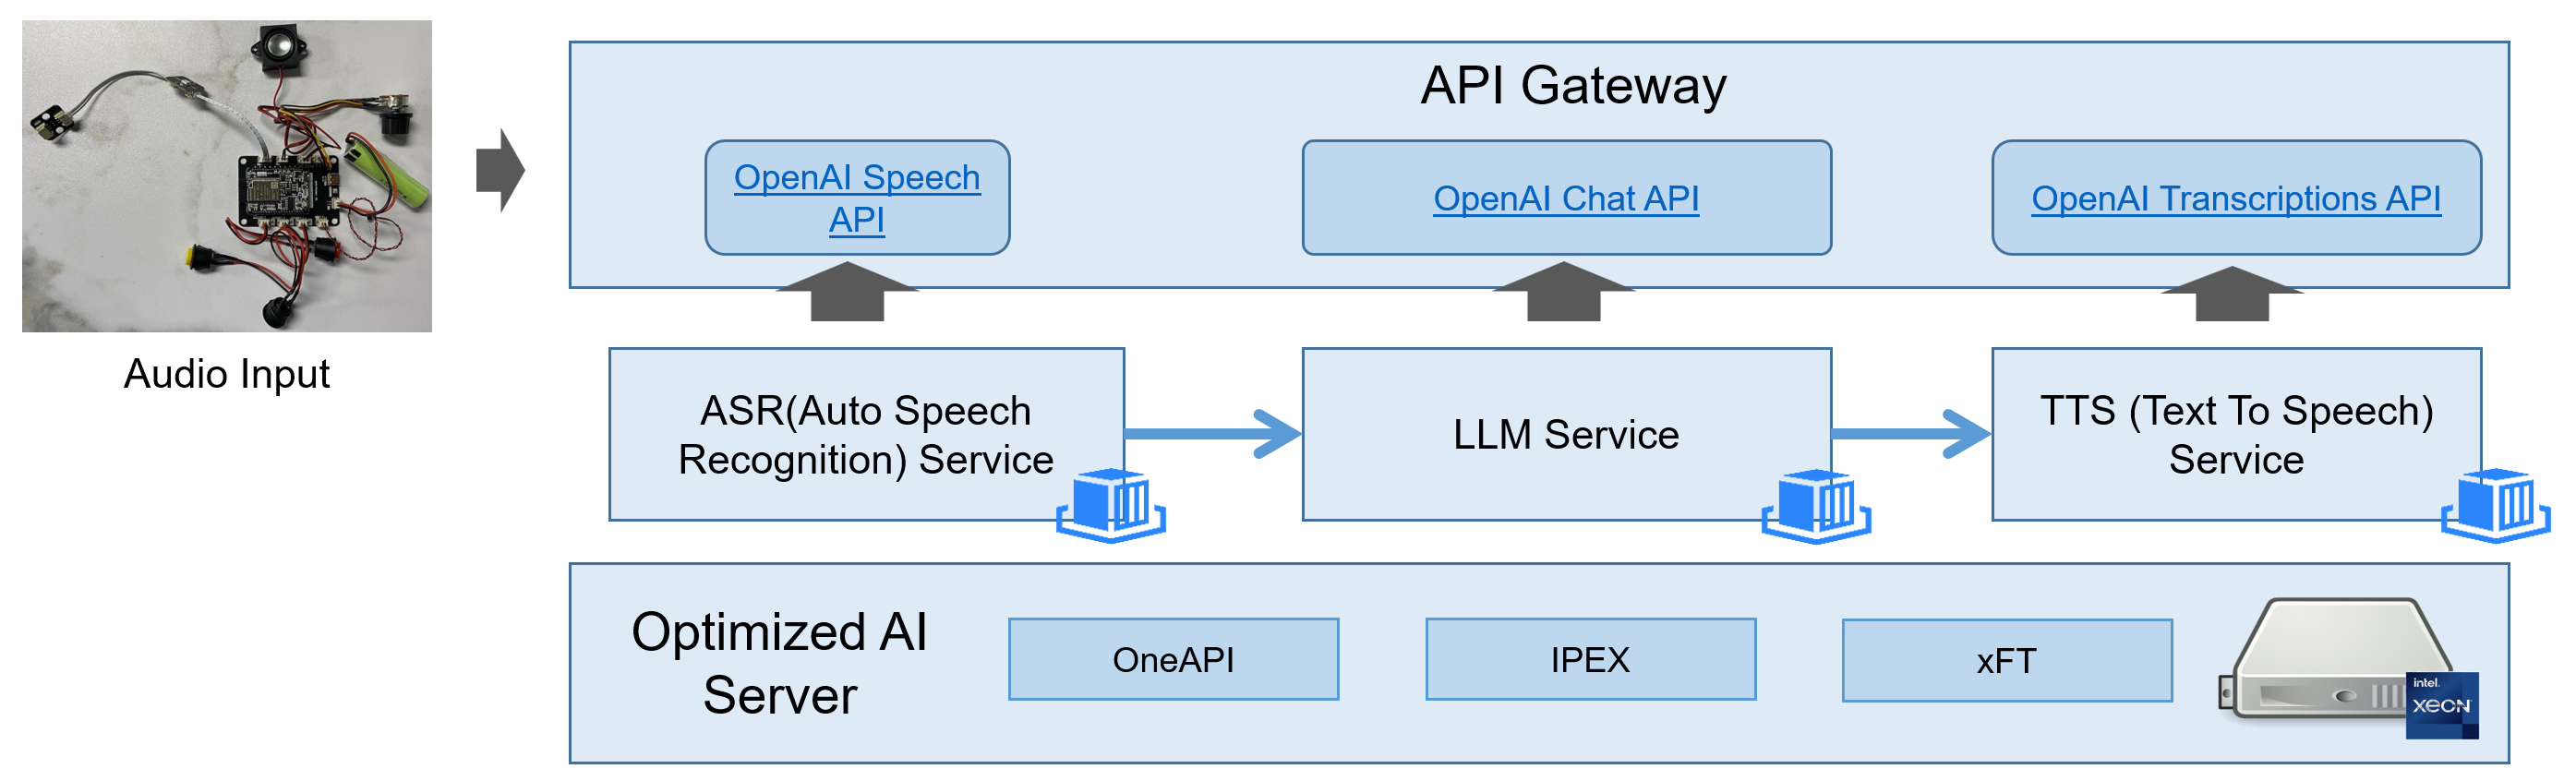 API Gateway
OpenAI Speech
API
OpenAI Chat API
OpenAI Transcriptions API
Audio Input
ASR(Auto Speech
Recognition) Service
LLM Service
TTS (Text To Speech)
Service
Optimized AI
Server
OneAPI
IPEX
xFT
intel.
xeon